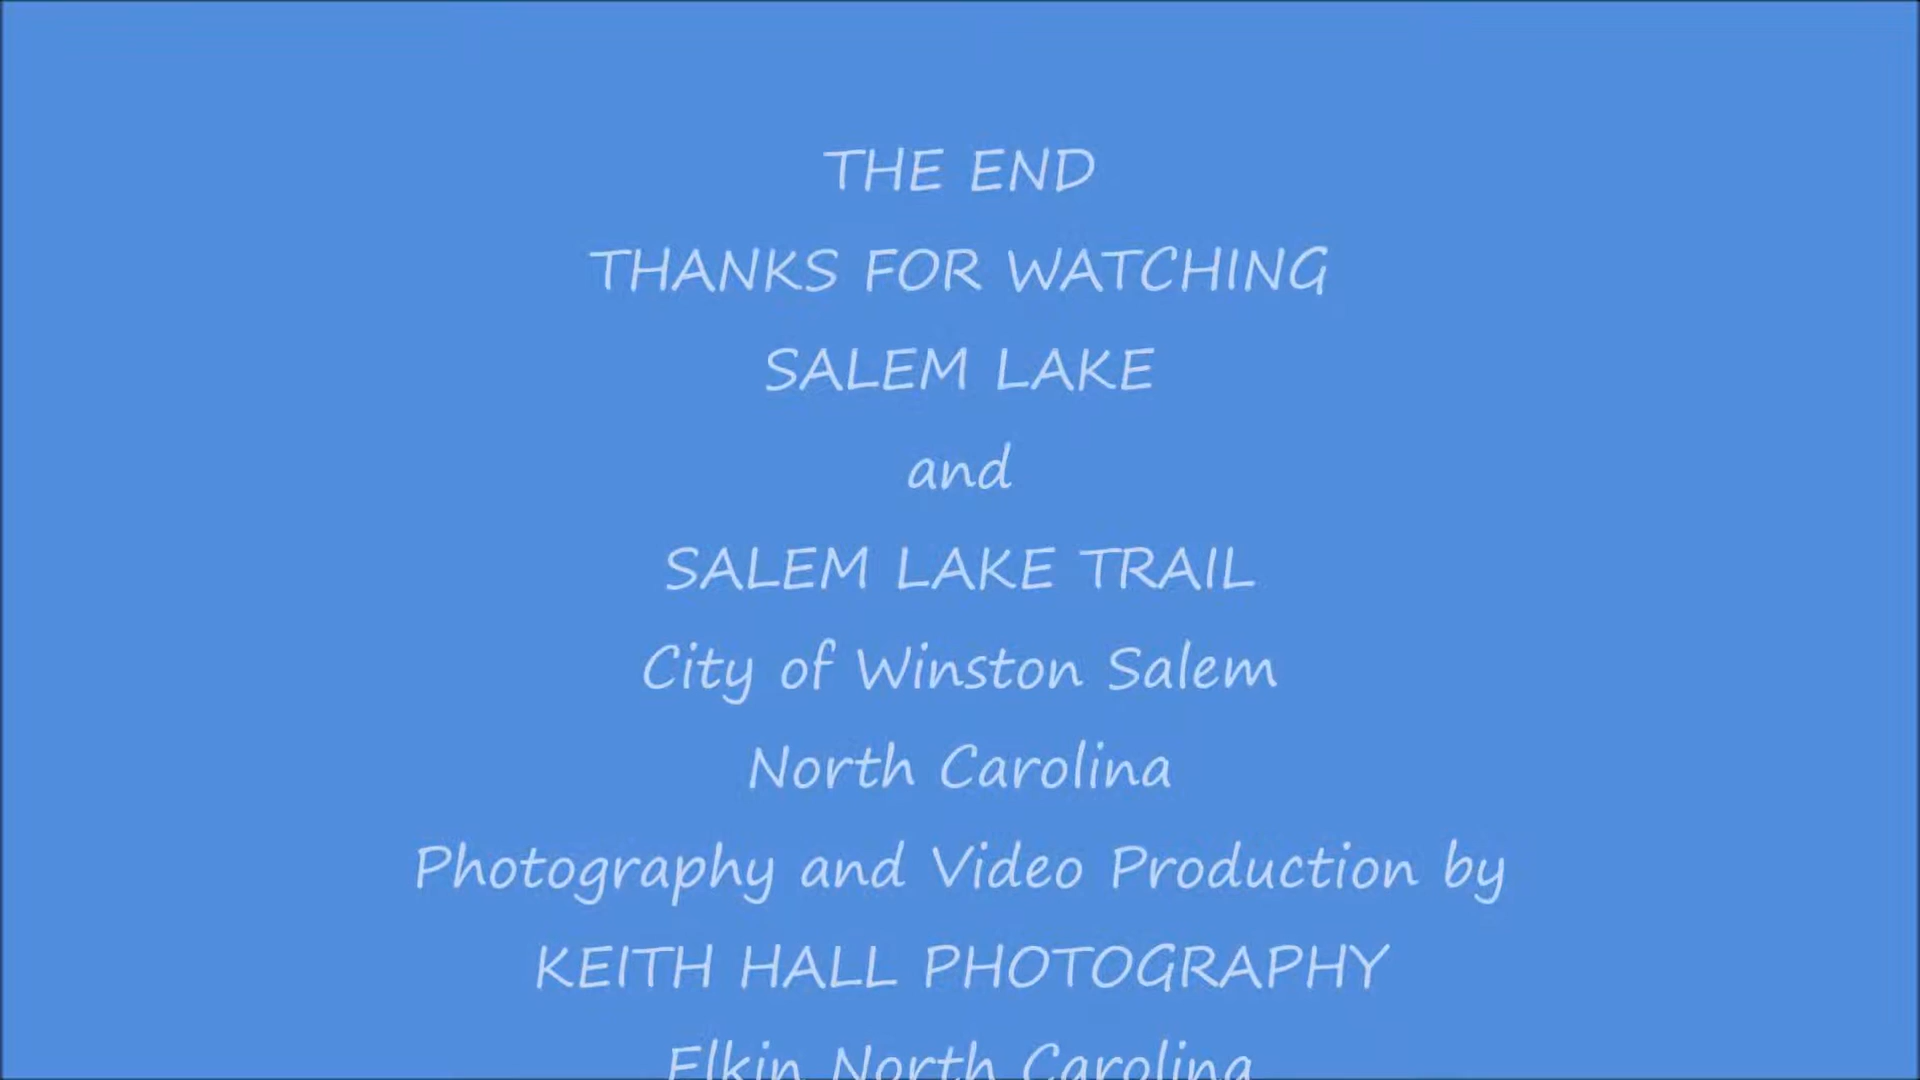 THE END
THANKS FOR WATCHING
SALEM LAKE
and
SALEM LAKE TRAIL
City of Winston Salem
North Carolina
Photography and Video Production by
KEITH HALL PHOTOGRAPHY
Elkin North Carolina